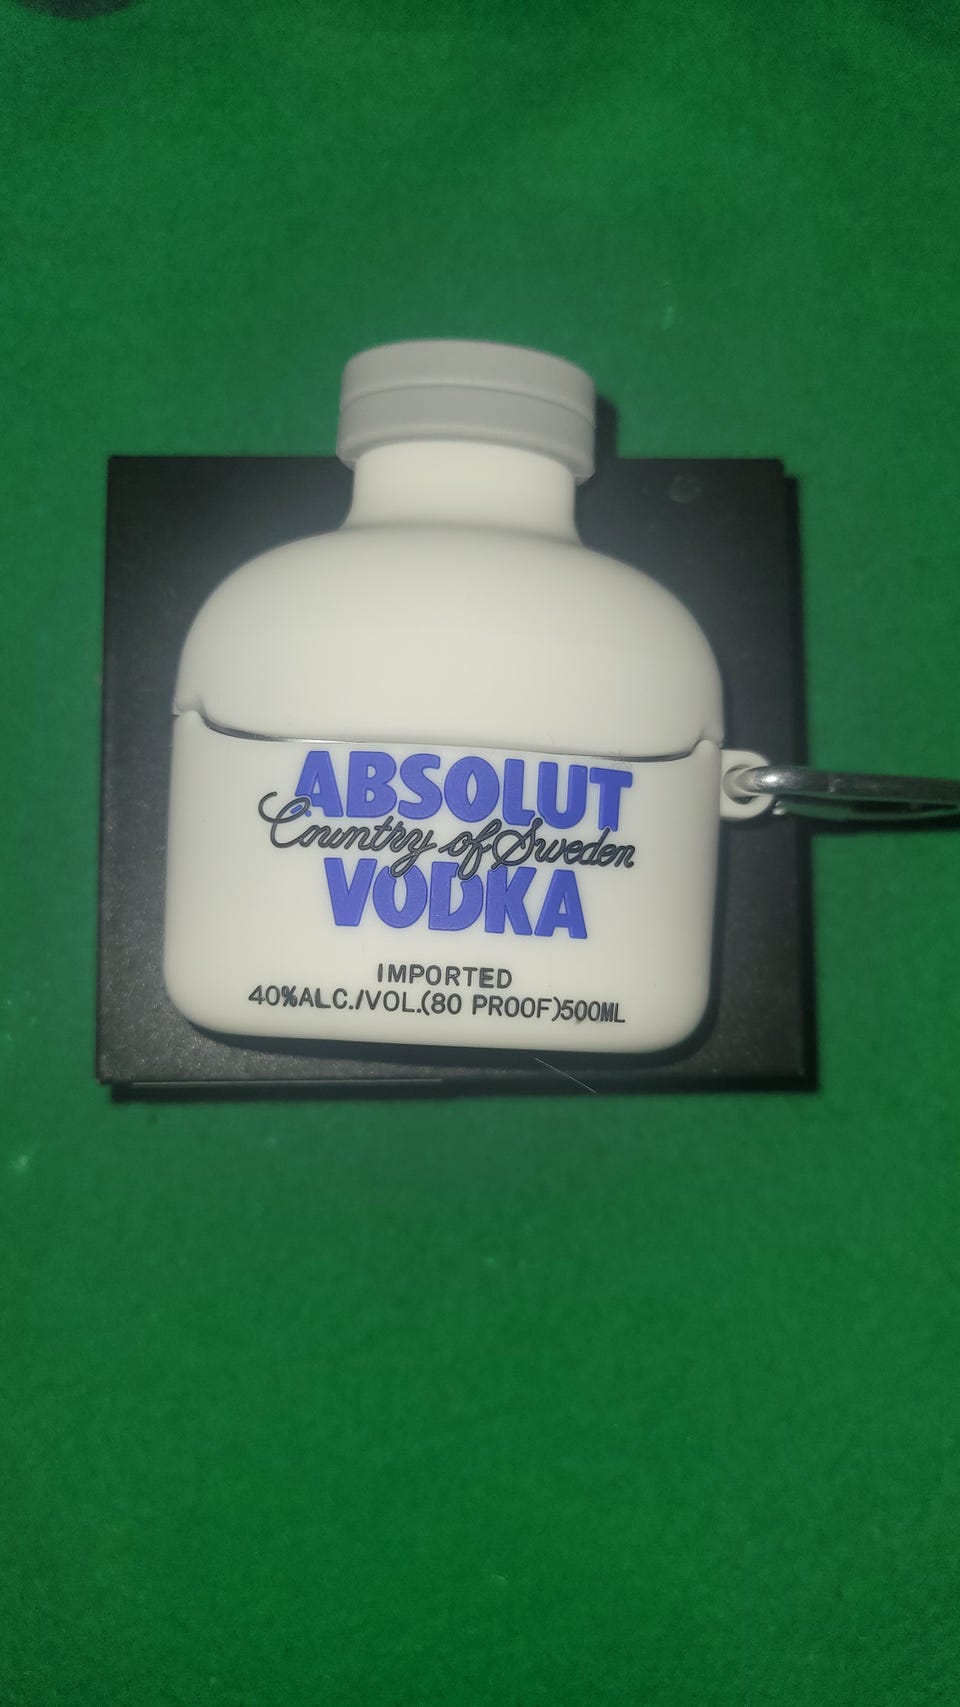 ABSOLUT
Country of Sweden
VODKA
IMPORTED
40%ALC./VOL.(80 PROOF)500ML